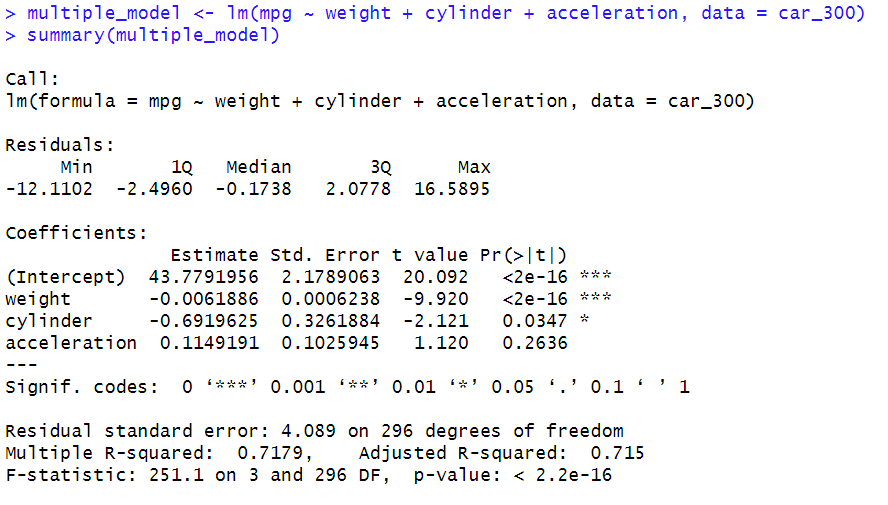 > multiple_model <- lm(mpg ~ weight + cylinder + acceleration, data = car_300)
> summary(multiple_model)
Call:
lm(formula = mpg ~ weight + cylinder + acceleration, data = car_300)
Residuals:
     Min       1Q   Median       3Q      Max
-12.1102  -2.4960  -0.1738   2.0778  16.5895
Coefficients:
               Estimate Std. Error t value Pr(>|t|)
(Intercept)  43.7791956  2.1789063  20.092   <2e-16 ***
weight       -0.0061886  0.0006238  -9.920   <2e-16 ***
cylinder     -0.6919625  0.3261884  -2.121   0.0347 *
acceleration  0.1149191  0.1025945   1.120   0.2636
---
Signif. codes:  0 ‘***’ 0.001 ‘**’ 0.01 ‘*’ 0.05 ‘.’ 0.1 ‘ ’ 1
Residual standard error: 4.089 on 296 degrees of freedom
Multiple R-squared:  0.7179,    Adjusted R-squared:  0.715
F-statistic: 251.1 on 3 and 296 DF,  p-value: < 2.2e-16